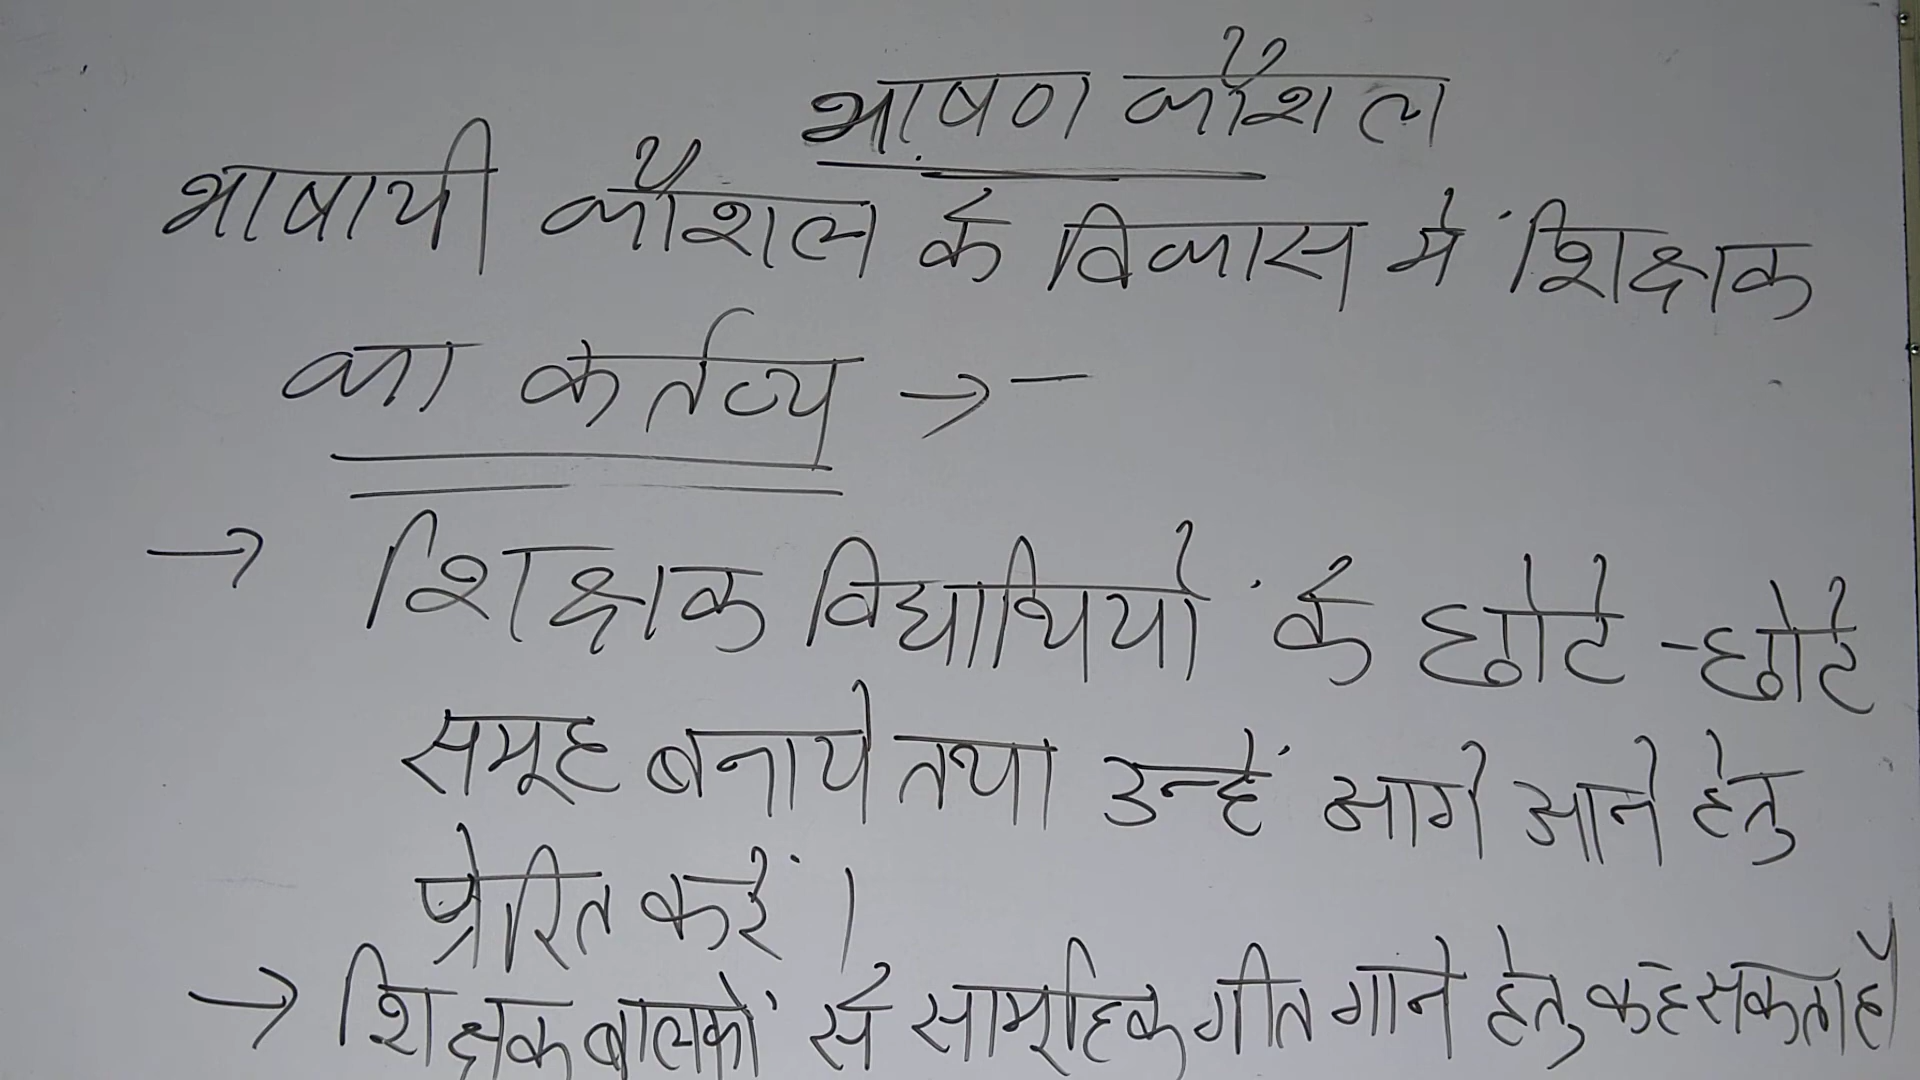 भाषण कौशल
भाषायी कौशल के विकास में शिक्षक
का कर्तव्य → -
→ शिक्षक विद्यार्थियों के छोटे -छोटे
समूह बनाये तथा उन्हें आगे आने हेतु
प्रेरित करें ।
→ शिक्षक बालकों से सामूहिक गीत गाने हेतु कह सकता है